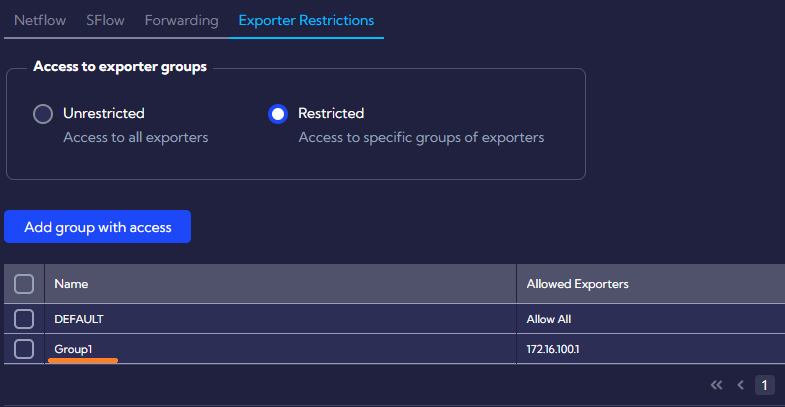 Netflow SFlow Forwarding Exporter Restrictions
Access to exporter groups
Unrestricted Restricted
Access to all exporters Access to specific groups of exporters
Add group with access
Name Allowed Exporters
DEFAULT Allow All
Group1 172.16.100.1
1